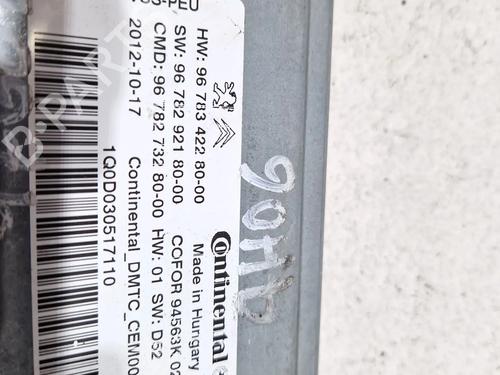 HW: 96 783 422 80-00
SW: 96 782 921 80-00
CMD: 96 782 732 80-00 HW: 01 SW: D52
2012-10-17
Made in Hungary
COFOR 94563K 02
Continental_DMTC_CEM00
1Q0D030517110
Continental